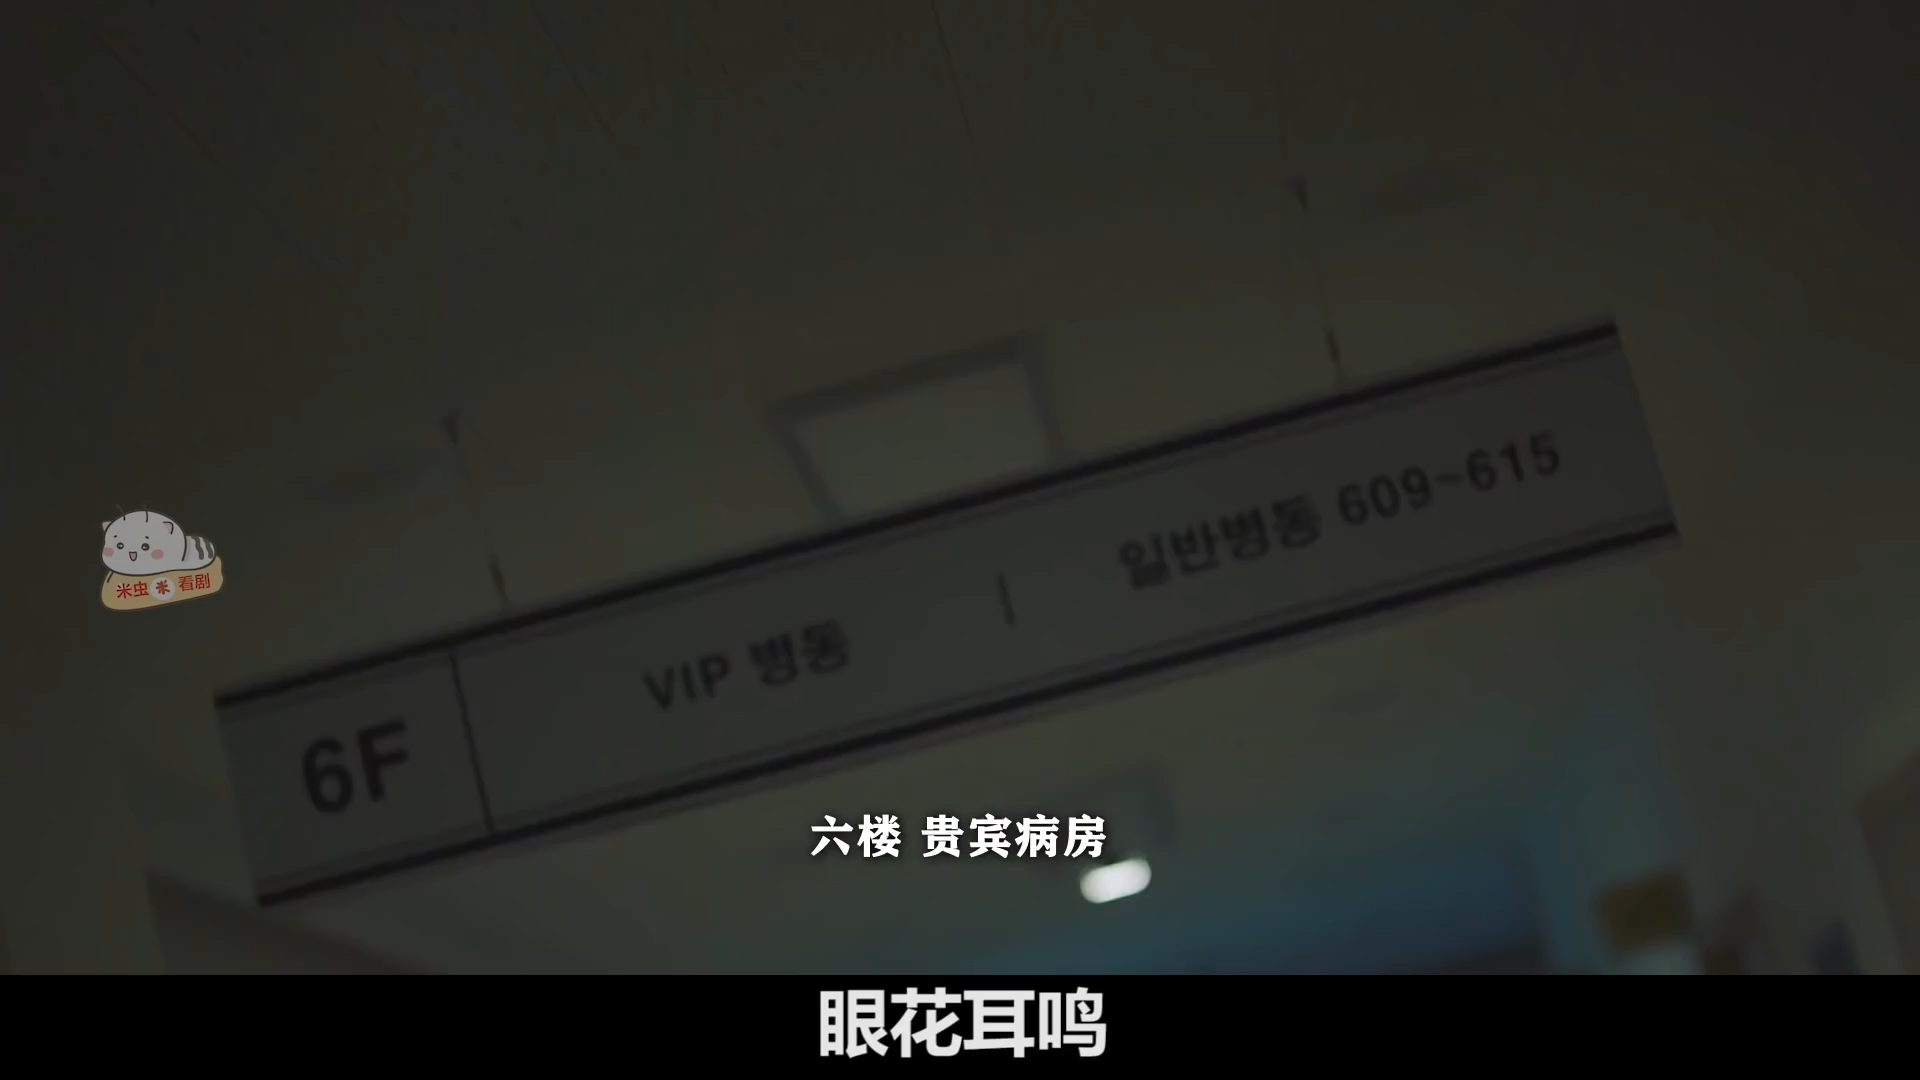 일반병동 609~615
VIP 병동
6F
米虫 米 看剧
六楼 贵宾病房
眼花耳鸣